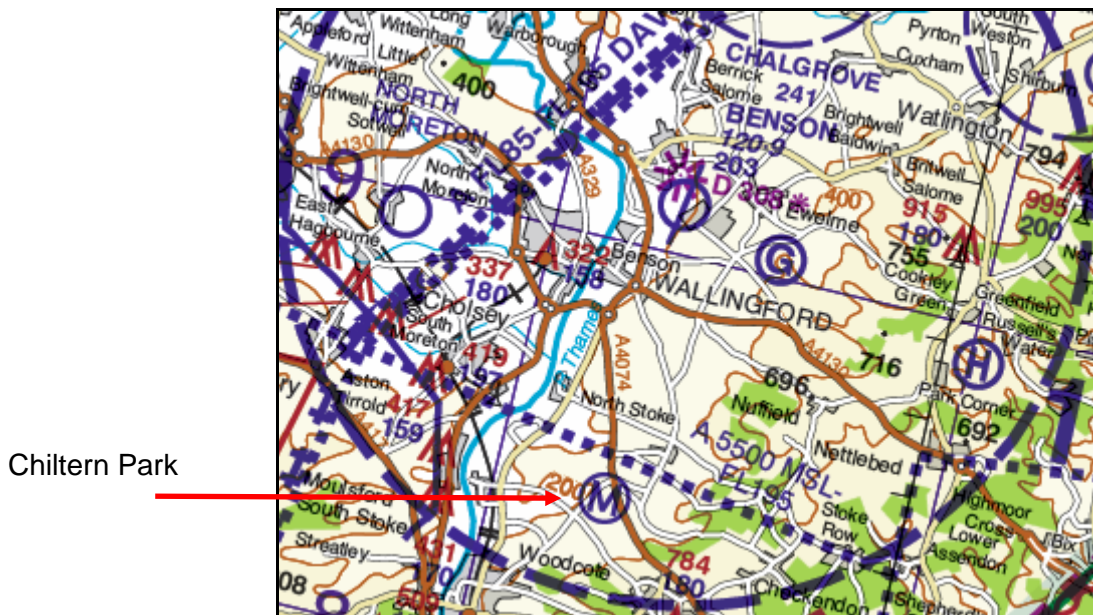 Chiltern Park
Long
Wittenham
Appleford
Little
Wittenham
Warborough
400
Brightwell-cum
Sotwell
NORTH
MORETON
A4130
A329
North
Moreton
East
Hagbourne
Berrick
Salome
CHALGROVE
241
BENSON
120·9
203
D 308 *
Ewelme
400
Pyrton
South
Weston
Cuxham
Shirburn
Watlington
Brightwell
Baldwin
Britwell
Salome
794
915
180
995
200
755
Cookley
Green
Greenfield
Russell's
Water
G
H
322
158
Benson
WALLINGFORD
337
180
Cholsey
South
Moreton
R Thames
A4074
A4130
716
696
419
194
417
159
Aston
Tirrold
North Stoke
Nuffield
Park Corner
692
Nettlebed
A 5500 MSL-
FL195
200
M
Moulsford
South Stoke
Streatley
431
170
509
Woodcote
784
180
Checkendon
Stoke
Row
Highmoor
Cross
Lower
Assendon
Bix